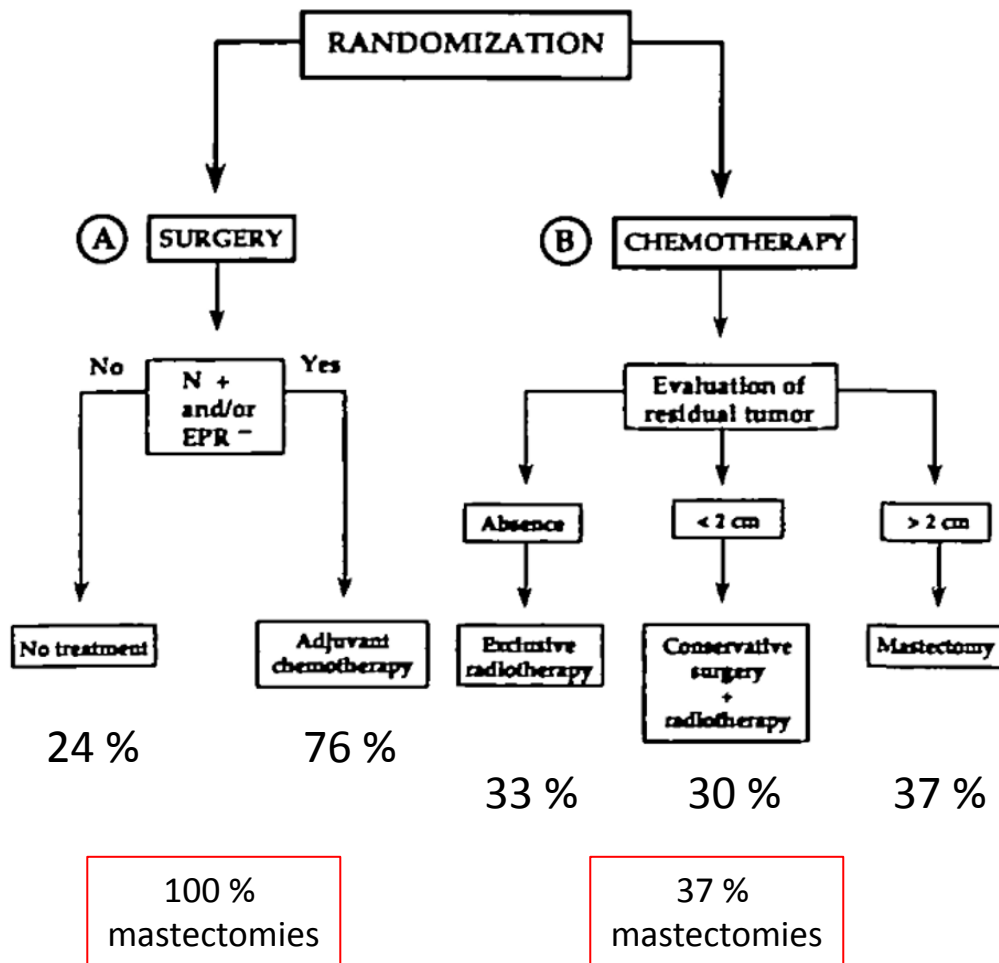 RANDOMIZATION
A
SURGERY
B
CHEMOTHERAPY
No
N +
and/or
EPR −
Yes
Evaluation of
residual tumor
Absence
< 2 cm
> 2 cm
No treatment
Adjuvant
chemotherapy
Exclusive
radiotherapy
Conservative
surgery
+
radiotherapy
Mastectomy
24 %
76 %
33 %
30 %
37 %
100 %
mastectomies
37 %
mastectomies